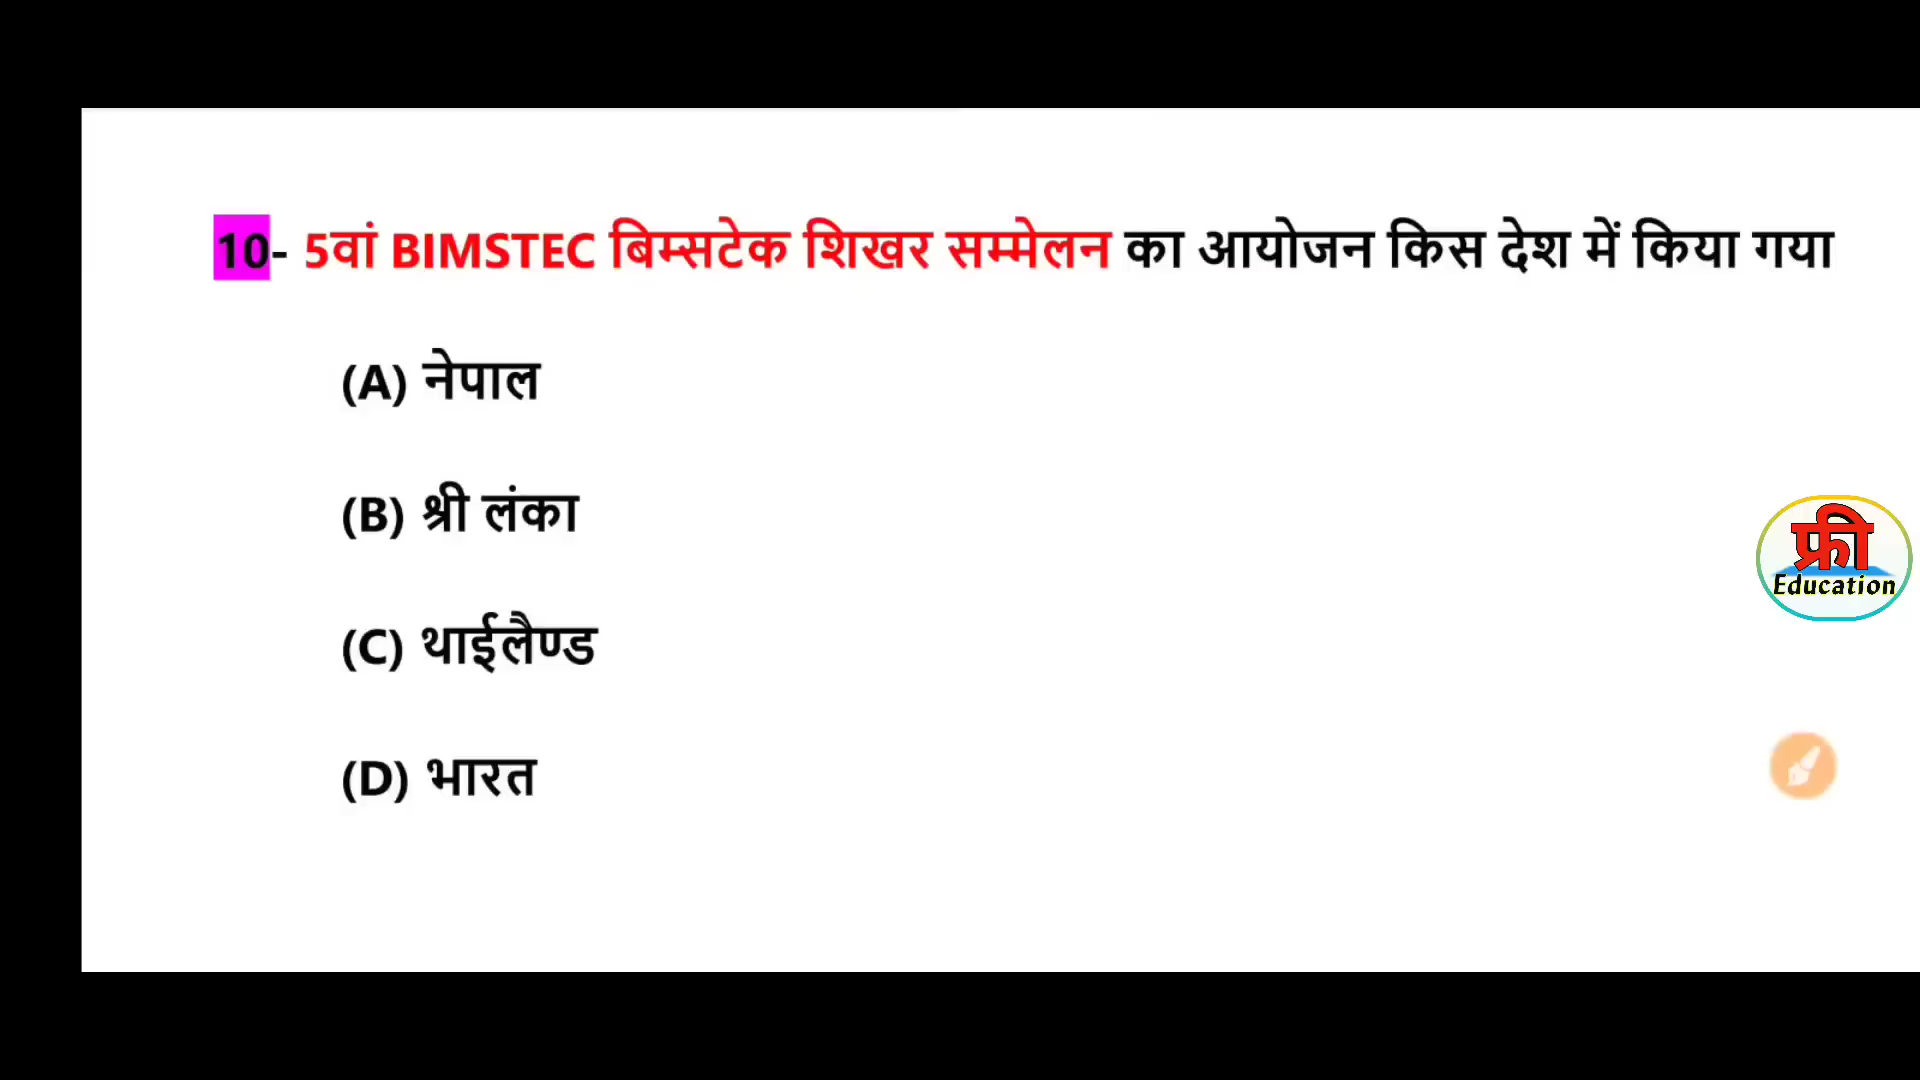 10- 5वां BIMSTEC बिम्सटेक शिखर सम्मेलन का आयोजन किस देश में किया गया
(A) नेपाल
(B) श्री लंका
(C) थाईलैण्ड
(D) भारत
फ्री
Education